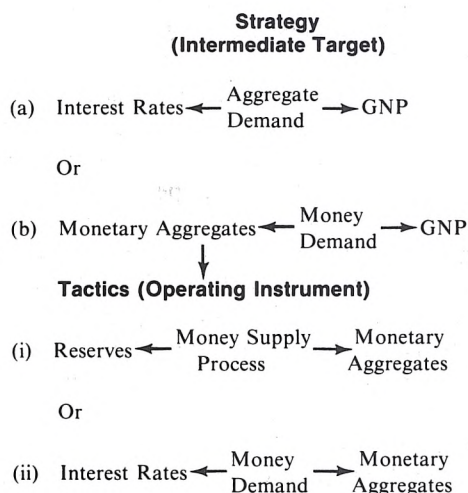 Strategy
(Intermediate Target)
(a) Interest Rates Aggregate Demand GNP
Or
(b) Monetary Aggregates Money Demand GNP
Tactics (Operating Instrument)
(i) Reserves Money Supply Process Monetary Aggregates
Or
(ii) Interest Rates Money Demand Monetary Aggregates